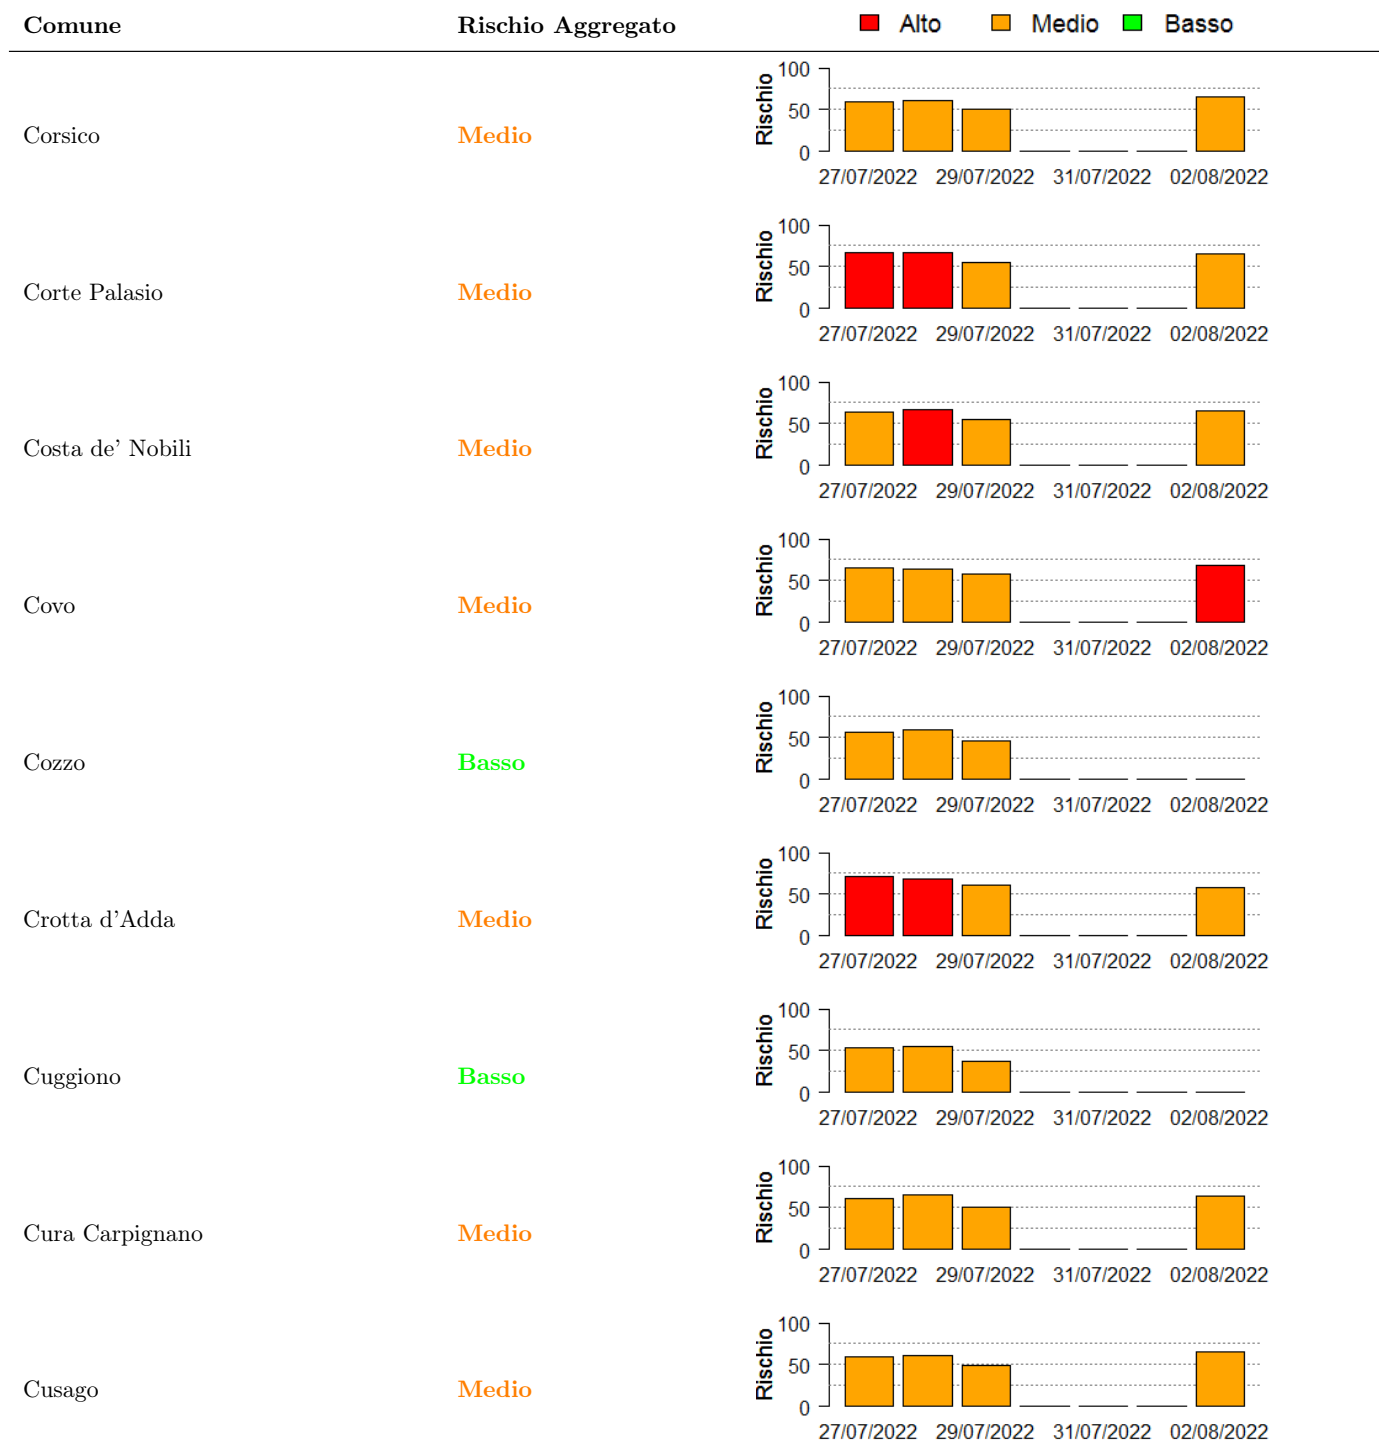 Comune Rischio Aggregato Alto Medio Basso
100
50
0
Rischio
Corsico Medio
27/07/2022 29/07/2022 31/07/2022 02/08/2022
100
50
0
Rischio
Corte Palasio Medio
27/07/2022 29/07/2022 31/07/2022 02/08/2022
100
50
0
Rischio
Costa de' Nobili Medio
27/07/2022 29/07/2022 31/07/2022 02/08/2022
100
50
0
Rischio
Covo Medio
27/07/2022 29/07/2022 31/07/2022 02/08/2022
100
50
0
Rischio
Cozzo Basso
27/07/2022 29/07/2022 31/07/2022 02/08/2022
100
50
0
Rischio
Crotta d'Adda Medio
27/07/2022 29/07/2022 31/07/2022 02/08/2022
100
50
0
Rischio
Cuggiono Basso
27/07/2022 29/07/2022 31/07/2022 02/08/2022
100
50
0
Rischio
Cura Carpignano Medio
27/07/2022 29/07/2022 31/07/2022 02/08/2022
100
50
0
Rischio
Cusago Medio
27/07/2022 29/07/2022 31/07/2022 02/08/2022